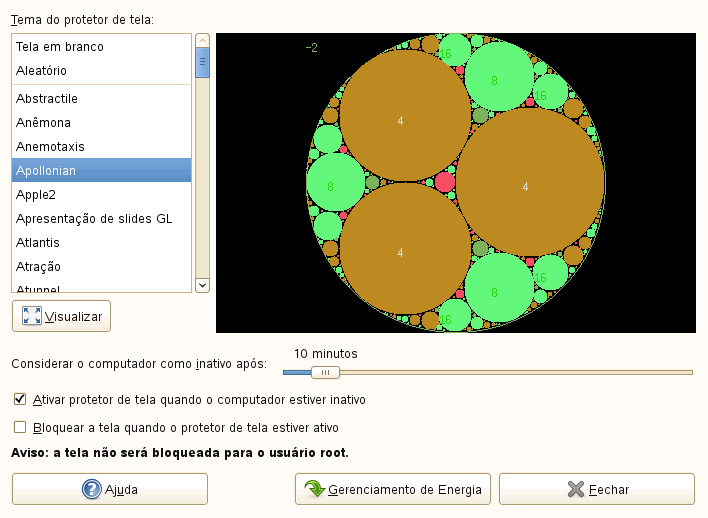 Tema do protetor de tela:
Tela em branco
Aleatório
Abstractile
Anêmona
Anemotaxis
Apollonian
Apple2
Apresentação de slides GL
Atlantis
Atração
Atunnel
Visualizar
-2
16
8
16
4
8
4
4
16
8
16
Considerar o computador como inativo após:
10 minutos
Ativar protetor de tela quando o computador estiver inativo
Bloquear a tela quando o protetor de tela estiver ativo
Aviso: a tela não será bloqueada para o usuário root.
Ajuda
Gerenciamento de Energia
Fechar